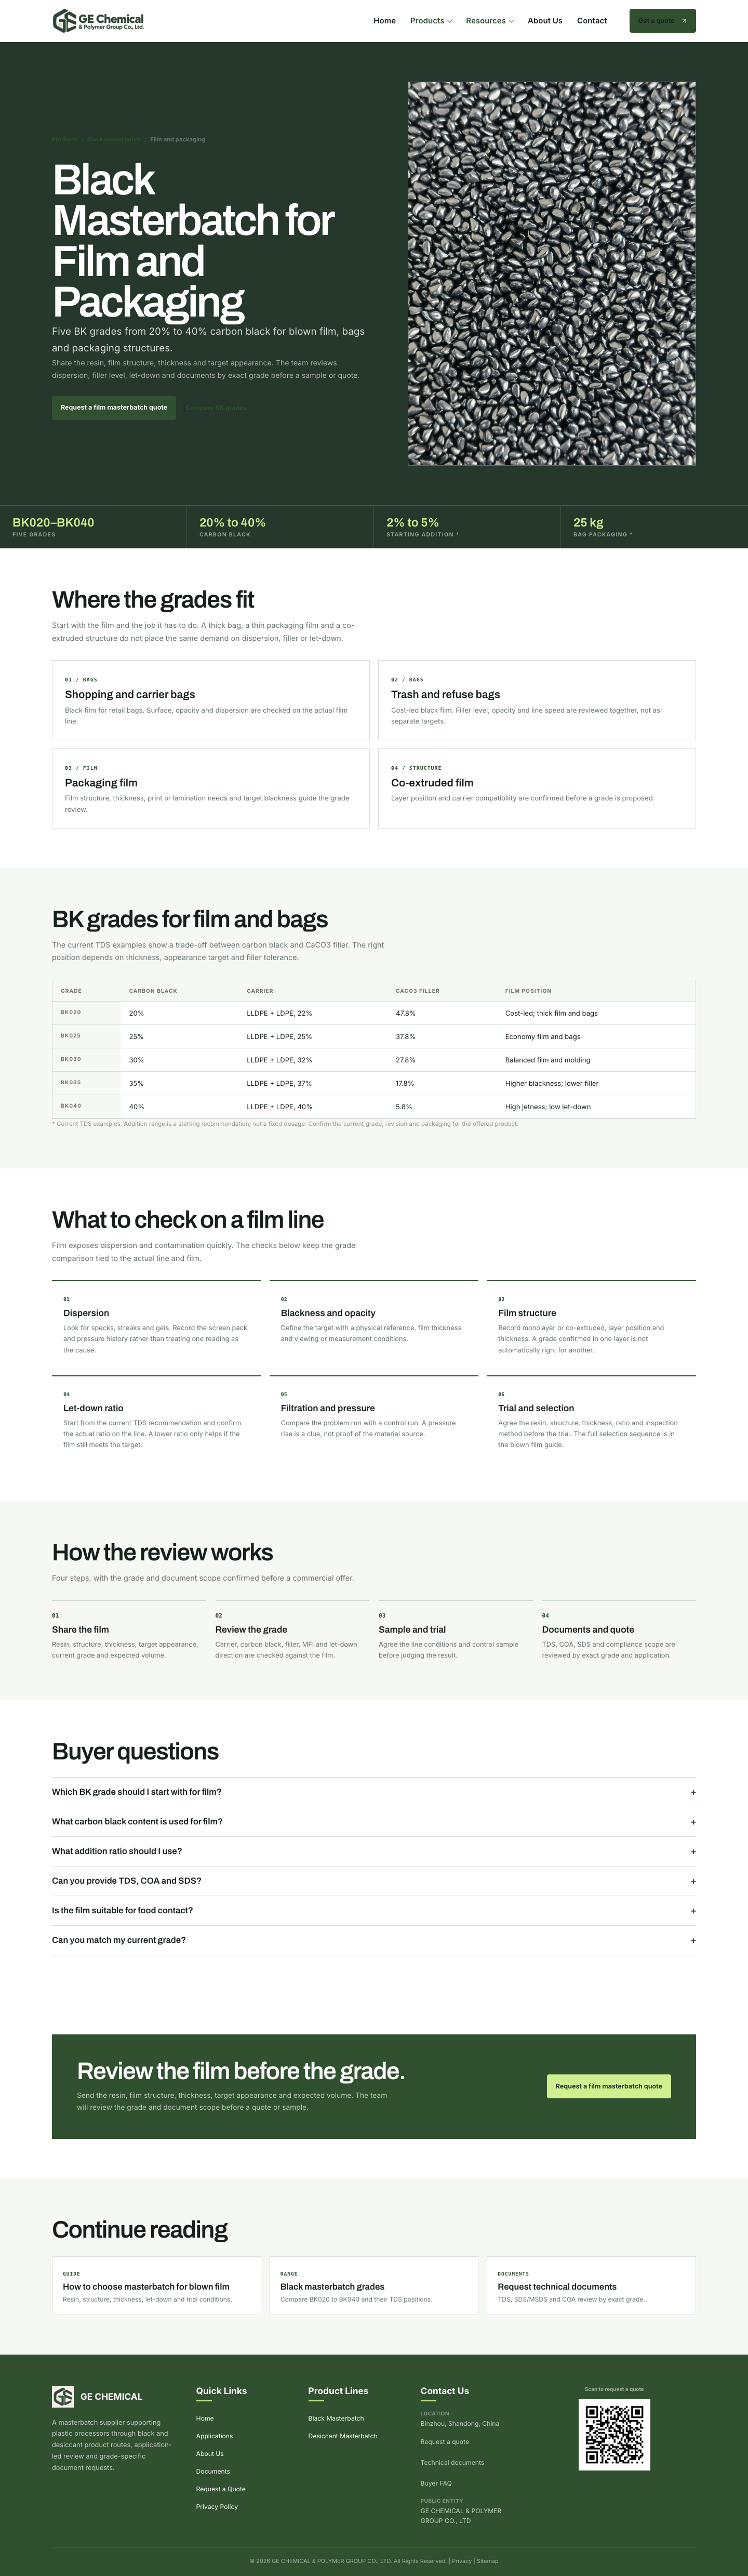 GE Chemical
& Polymer Group Co., Ltd.
Home
Products
Resources
About Us
Contact
Get a quote
Products / Black masterbatch / Film and packaging
Black
Masterbatch for
Film and
Packaging
Five BK grades from 20% to 40% carbon black for blown film, bags
and packaging structures.
Share the resin, film structure, thickness and target appearance. The team reviews
dispersion, filler level, let-down and documents by exact grade before a sample or quote.
Request a film masterbatch quote
Compare BK grades
BK020–BK040
FIVE GRADES
20% to 40%
CARBON BLACK
2% to 5%
STARTING ADDITION *
25 kg
BAG PACKAGING *
Where the grades fit
Start with the film and the job it has to do. A thick bag, a thin packaging film and a co-
extruded structure do not place the same demand on dispersion, filler or let-down.
01 / BAGS
Shopping and carrier bags
Black film for retail bags. Surface, opacity and dispersion are checked on the actual film
line.
02 / BAGS
Trash and refuse bags
Cost-led black film. Filler level, opacity and line speed are reviewed together, not as
separate targets.
03 / FILM
Packaging film
Film structure, thickness, print or lamination needs and target blackness guide the grade
review.
04 / STRUCTURE
Co-extruded film
Layer position and carrier compatibility are confirmed before a grade is proposed.
BK grades for film and bags
The current TDS examples show a trade-off between carbon black and CaCO3 filler. The right
position depends on thickness, appearance target and filler tolerance.
GRADE CARBON BLACK CARRIER CACO3 FILLER FILM POSITION
BK020 20% LLDPE + LDPE, 22% 47.8% Cost-led; thick film and bags
BK025 25% LLDPE + LDPE, 25% 37.8% Economy film and bags
BK030 30% LLDPE + LDPE, 32% 27.8% Balanced film and molding
BK035 35% LLDPE + LDPE, 37% 17.8% Higher blackness; lower filler
BK040 40% LLDPE + LDPE, 40% 5.8% High jetness; low let-down
* Current TDS examples. Addition range is a starting recommendation, not a fixed dosage. Confirm the current grade, revision and packaging for the offered product.
What to check on a film line
Film exposes dispersion and contamination quickly. The checks below keep the grade
comparison tied to the actual line and film.
01
Dispersion
Look for specks, streaks and gels. Record the screen pack
and pressure history rather than treating one reading as
the cause.
02
Blackness and opacity
Define the target with a physical reference, film thickness
and viewing or measurement conditions.
03
Film structure
Record monolayer or co-extruded, layer position and
thickness. A grade confirmed in one layer is not
automatically right for another.
04
Let-down ratio
Start from the current TDS recommendation and confirm
the actual ratio on the line. A lower ratio only helps if the
film still meets the target.
05
Filtration and pressure
Compare the problem run with a control run. A pressure
rise is a clue, not proof of the material source.
06
Trial and selection
Agree the resin, structure, thickness, ratio and inspection
method before the trial. The full selection sequence is in
the blown film guide.
How the review works
Four steps, with the grade and document scope confirmed before a commercial offer.
01
Share the film
Resin, structure, thickness, target appearance,
current grade and expected volume.
02
Review the grade
Carrier, carbon black, filler, MFI and let-down
direction are checked against the film.
03
Sample and trial
Agree the line conditions and control sample
before judging the result.
04
Documents and quote
TDS, COA, SDS and compliance scope are
reviewed by exact grade and application.
Buyer questions
Which BK grade should I start with for film? +
What carbon black content is used for film? +
What addition ratio should I use? +
Can you provide TDS, COA and SDS? +
Is the film suitable for food contact? +
Can you match my current grade? +
Review the film before the grade.
Send the resin, film structure, thickness, target appearance and expected volume. The team
will review the grade and document scope before a quote or sample.
Request a film masterbatch quote
Continue reading
GUIDE
How to choose masterbatch for blown film
Resin, structure, thickness, let-down and trial conditions.
RANGE
Black masterbatch grades
Compare BK020 to BK040 and their TDS positions.
DOCUMENTS
Request technical documents
TDS, SDS/MSDS and COA review by exact grade.
GE CHEMICAL
A masterbatch supplier supporting
plastic processors through black and
desiccant product routes, application-
led review and grade-specific
document requests.
Quick Links
Home
Applications
About Us
Documents
Request a Quote
Privacy Policy
Product Lines
Black Masterbatch
Desiccant Masterbatch
Contact Us
LOCATION
Binzhou, Shandong, China
Request a quote
Technical documents
Buyer FAQ
PUBLIC ENTITY
GE CHEMICAL & POLYMER
GROUP CO., LTD
Scan to request a quote
© 2026 GE CHEMICAL & POLYMER GROUP CO., LTD. All Rights Reserved. | Privacy | Sitemap